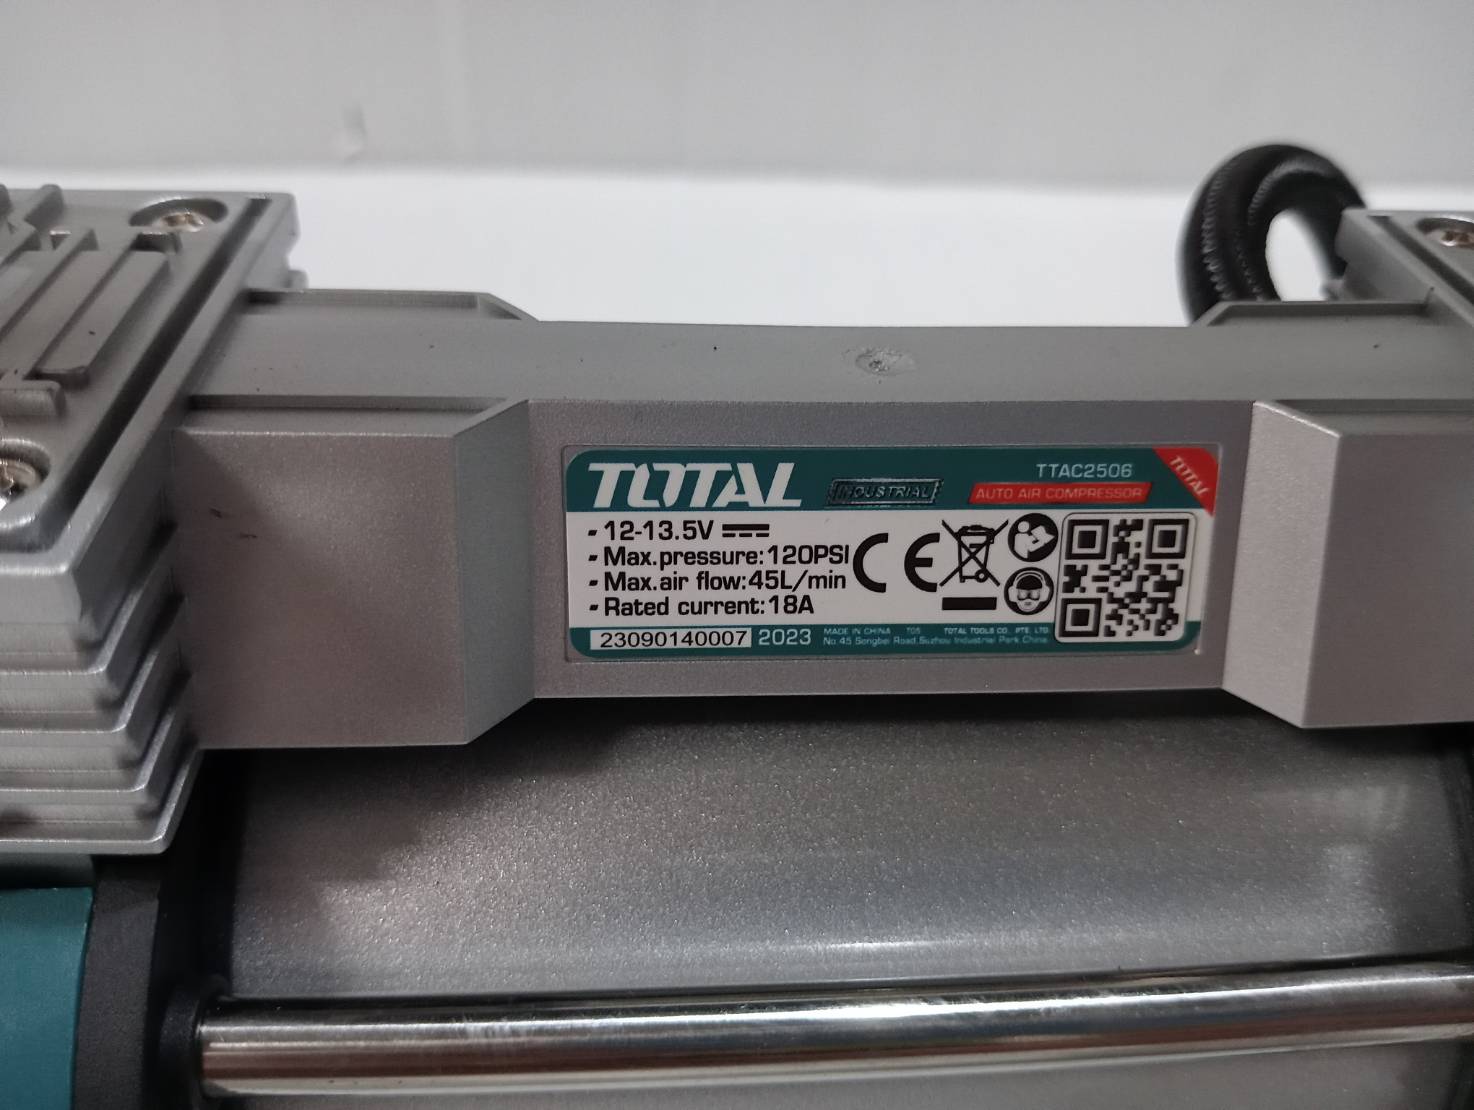 TOTAL INDUSTRIAL TTAC2506 TOTAL
AUTO AIR COMPRESSOR
- 12-13.5V
- Max.pressure:120PSI
- Max.air flow:45L/min
- Rated current:18A
CE
23090140007 2023
MADE IN CHINA T05 TOTAL TOOLS CO., PTE. LTD.
No.45 Songbei Road,Suzhou Industrial Park,China.